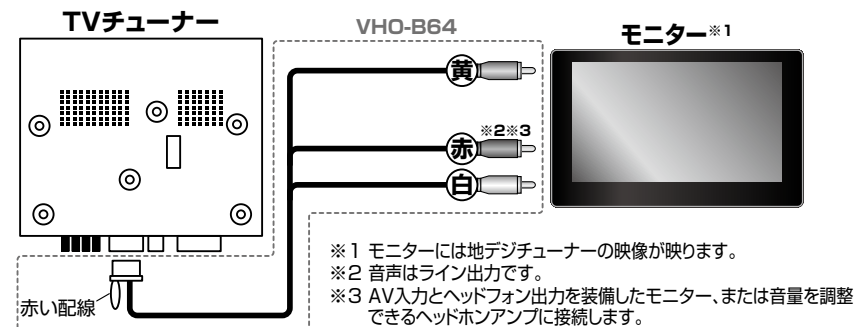 TVチューナー
VHO-B64
モニター※1
黄
※2※3
赤
白
赤い配線
※1 モニターには地デジチューナーの映像が映ります。
※2 音声はライン出力です。
※3 AV入力とヘッドフォン出力を装備したモニター、または音量を調整
できるヘッドホンアンプに接続します。